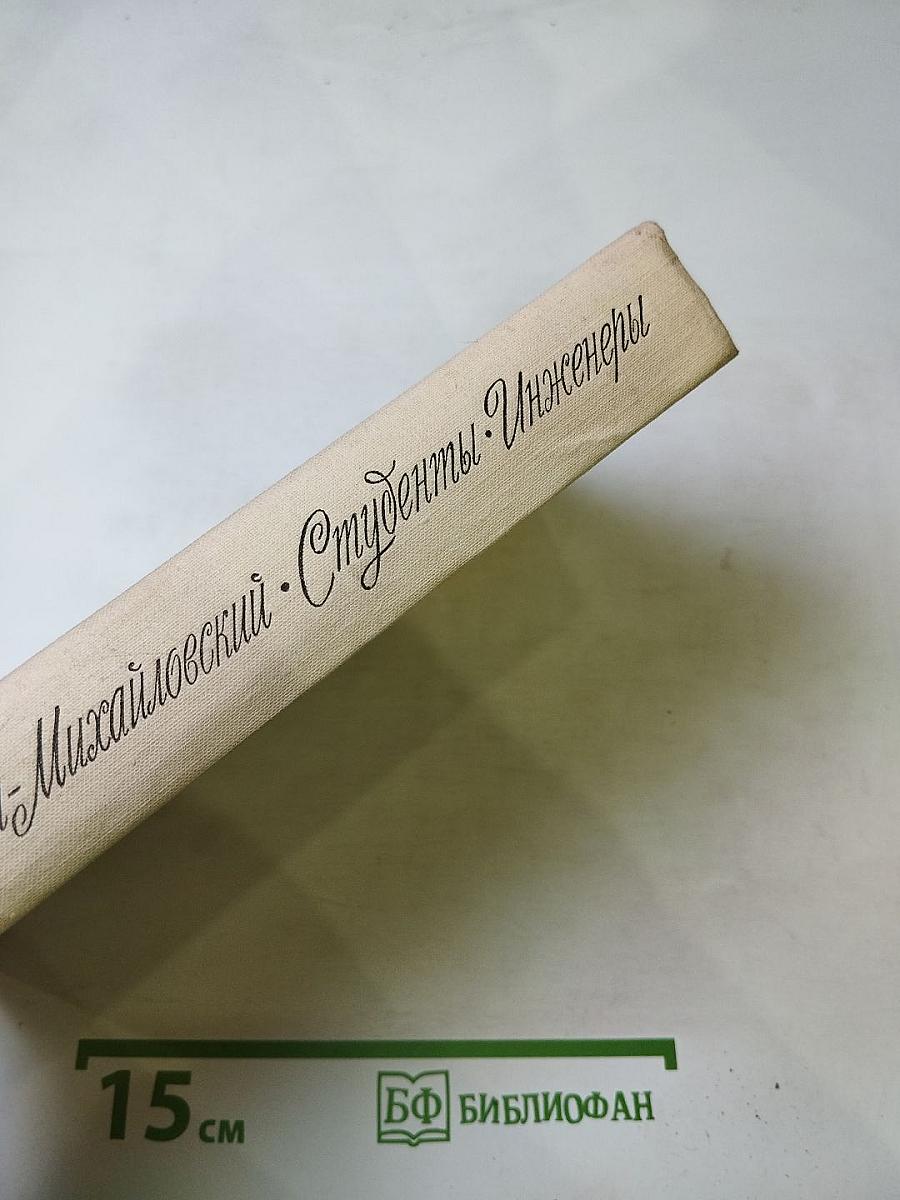 -Михайловский · Студенты · Инженеры
15 см
БФ БИБЛИОФАН